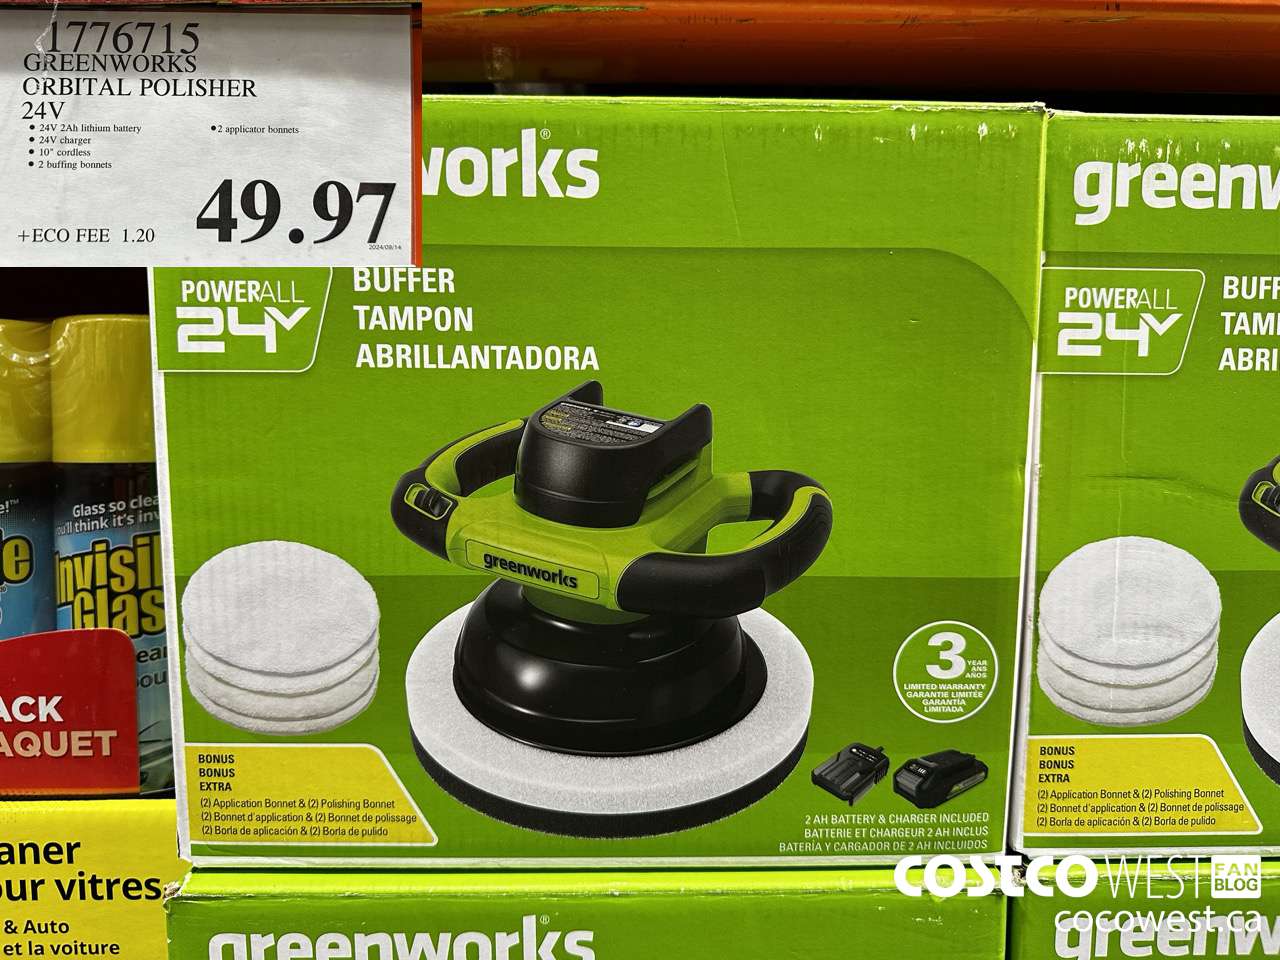 1776715
GREENWORKS
ORBITAL POLISHER
24V
• 24V 2Ah lithium battery
• 24V charger
• 10" cordless
• 2 buffing bonnets
• 2 applicator bonnets
+ECO FEE 1.20
49.97
2024/09/14
works®
POWERALL
24V
BUFFER
TAMPON
ABRILLANTADORA
greenworks
3 YEAR
ANS
AÑOS
LIMITED WARRANTY
GARANTIE LIMITÉE
GARANTÍA
LIMITADA
BONUS
BONUS
EXTRA
(2) Application Bonnet & (2) Polishing Bonnet
(2) Bonnet d'application & (2) Bonnet de polissage
(2) Borla de aplicación & (2) Borla de pulido
2 AH BATTERY & CHARGER INCLUDED
BATTERIE ET CHARGEUR 2 AH INCLUS
BATERÍA Y CARGADOR DE 2 AH INCLUIDOS
greenw
POWERALL
24V
BUFF
TAM
ABRI
BONUS
BONUS
EXTRA
(2) Application Bonnet & (2) Polishing Bonnet
(2) Bonnet d'application & (2) Bonnet de polissage
(2) Borla de aplicación & (2) Borla de pulido
Glass so clea
you'll think it's inv
Invisi
Glas
ACK
AQUET
aner
our vitres
& Auto
et la voiture
greenworks®
greenw
COSTCO WEST FAN BLOG
cocowest.ca